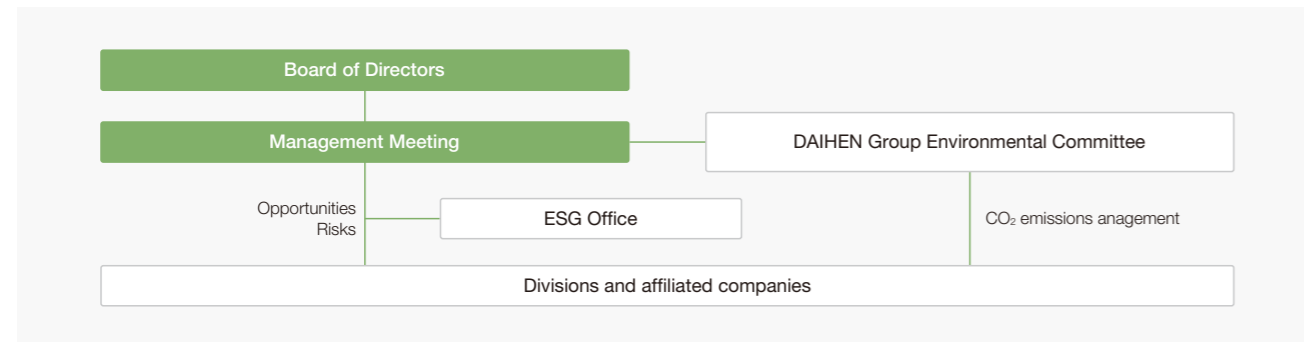 Board of Directors
Management Meeting
DAIHEN Group Environmental Committee
Opportunities
Risks
ESG Office
CO₂ emissions anagement
Divisions and affiliated companies